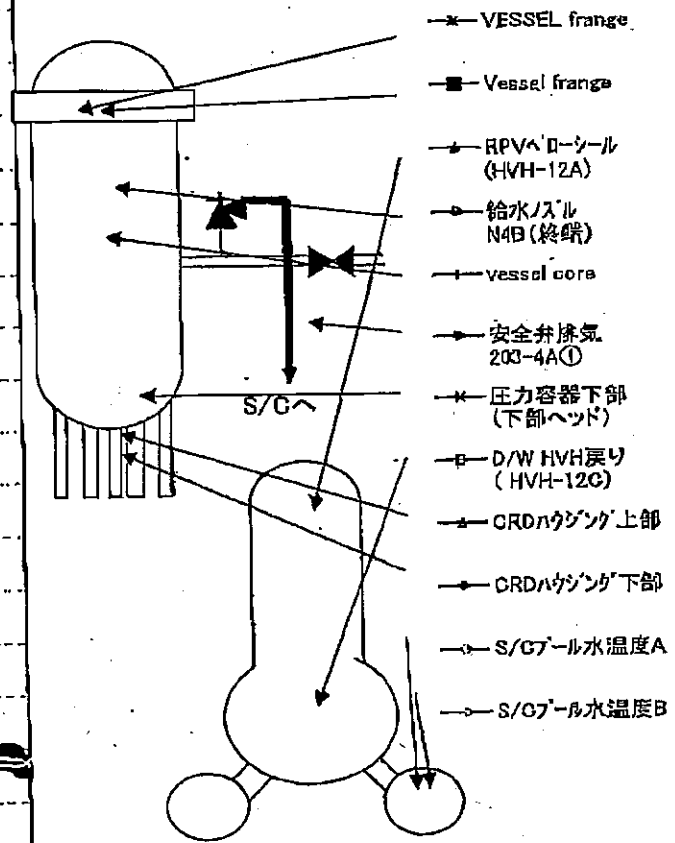 VESSEL frange
Vessel frange
RPVベローシール
(HVH-12A)
給水ノズル
N4B(終端)
vessel core
安全弁排気
203-4A①
圧力容器下部
(下部ヘッド)
D/W HVH戻り
( HVH-12C)
CRDハウジング上部
CRDハウジング下部
S/Cプール水温度A
S/Cプール水温度B
S/Cへ